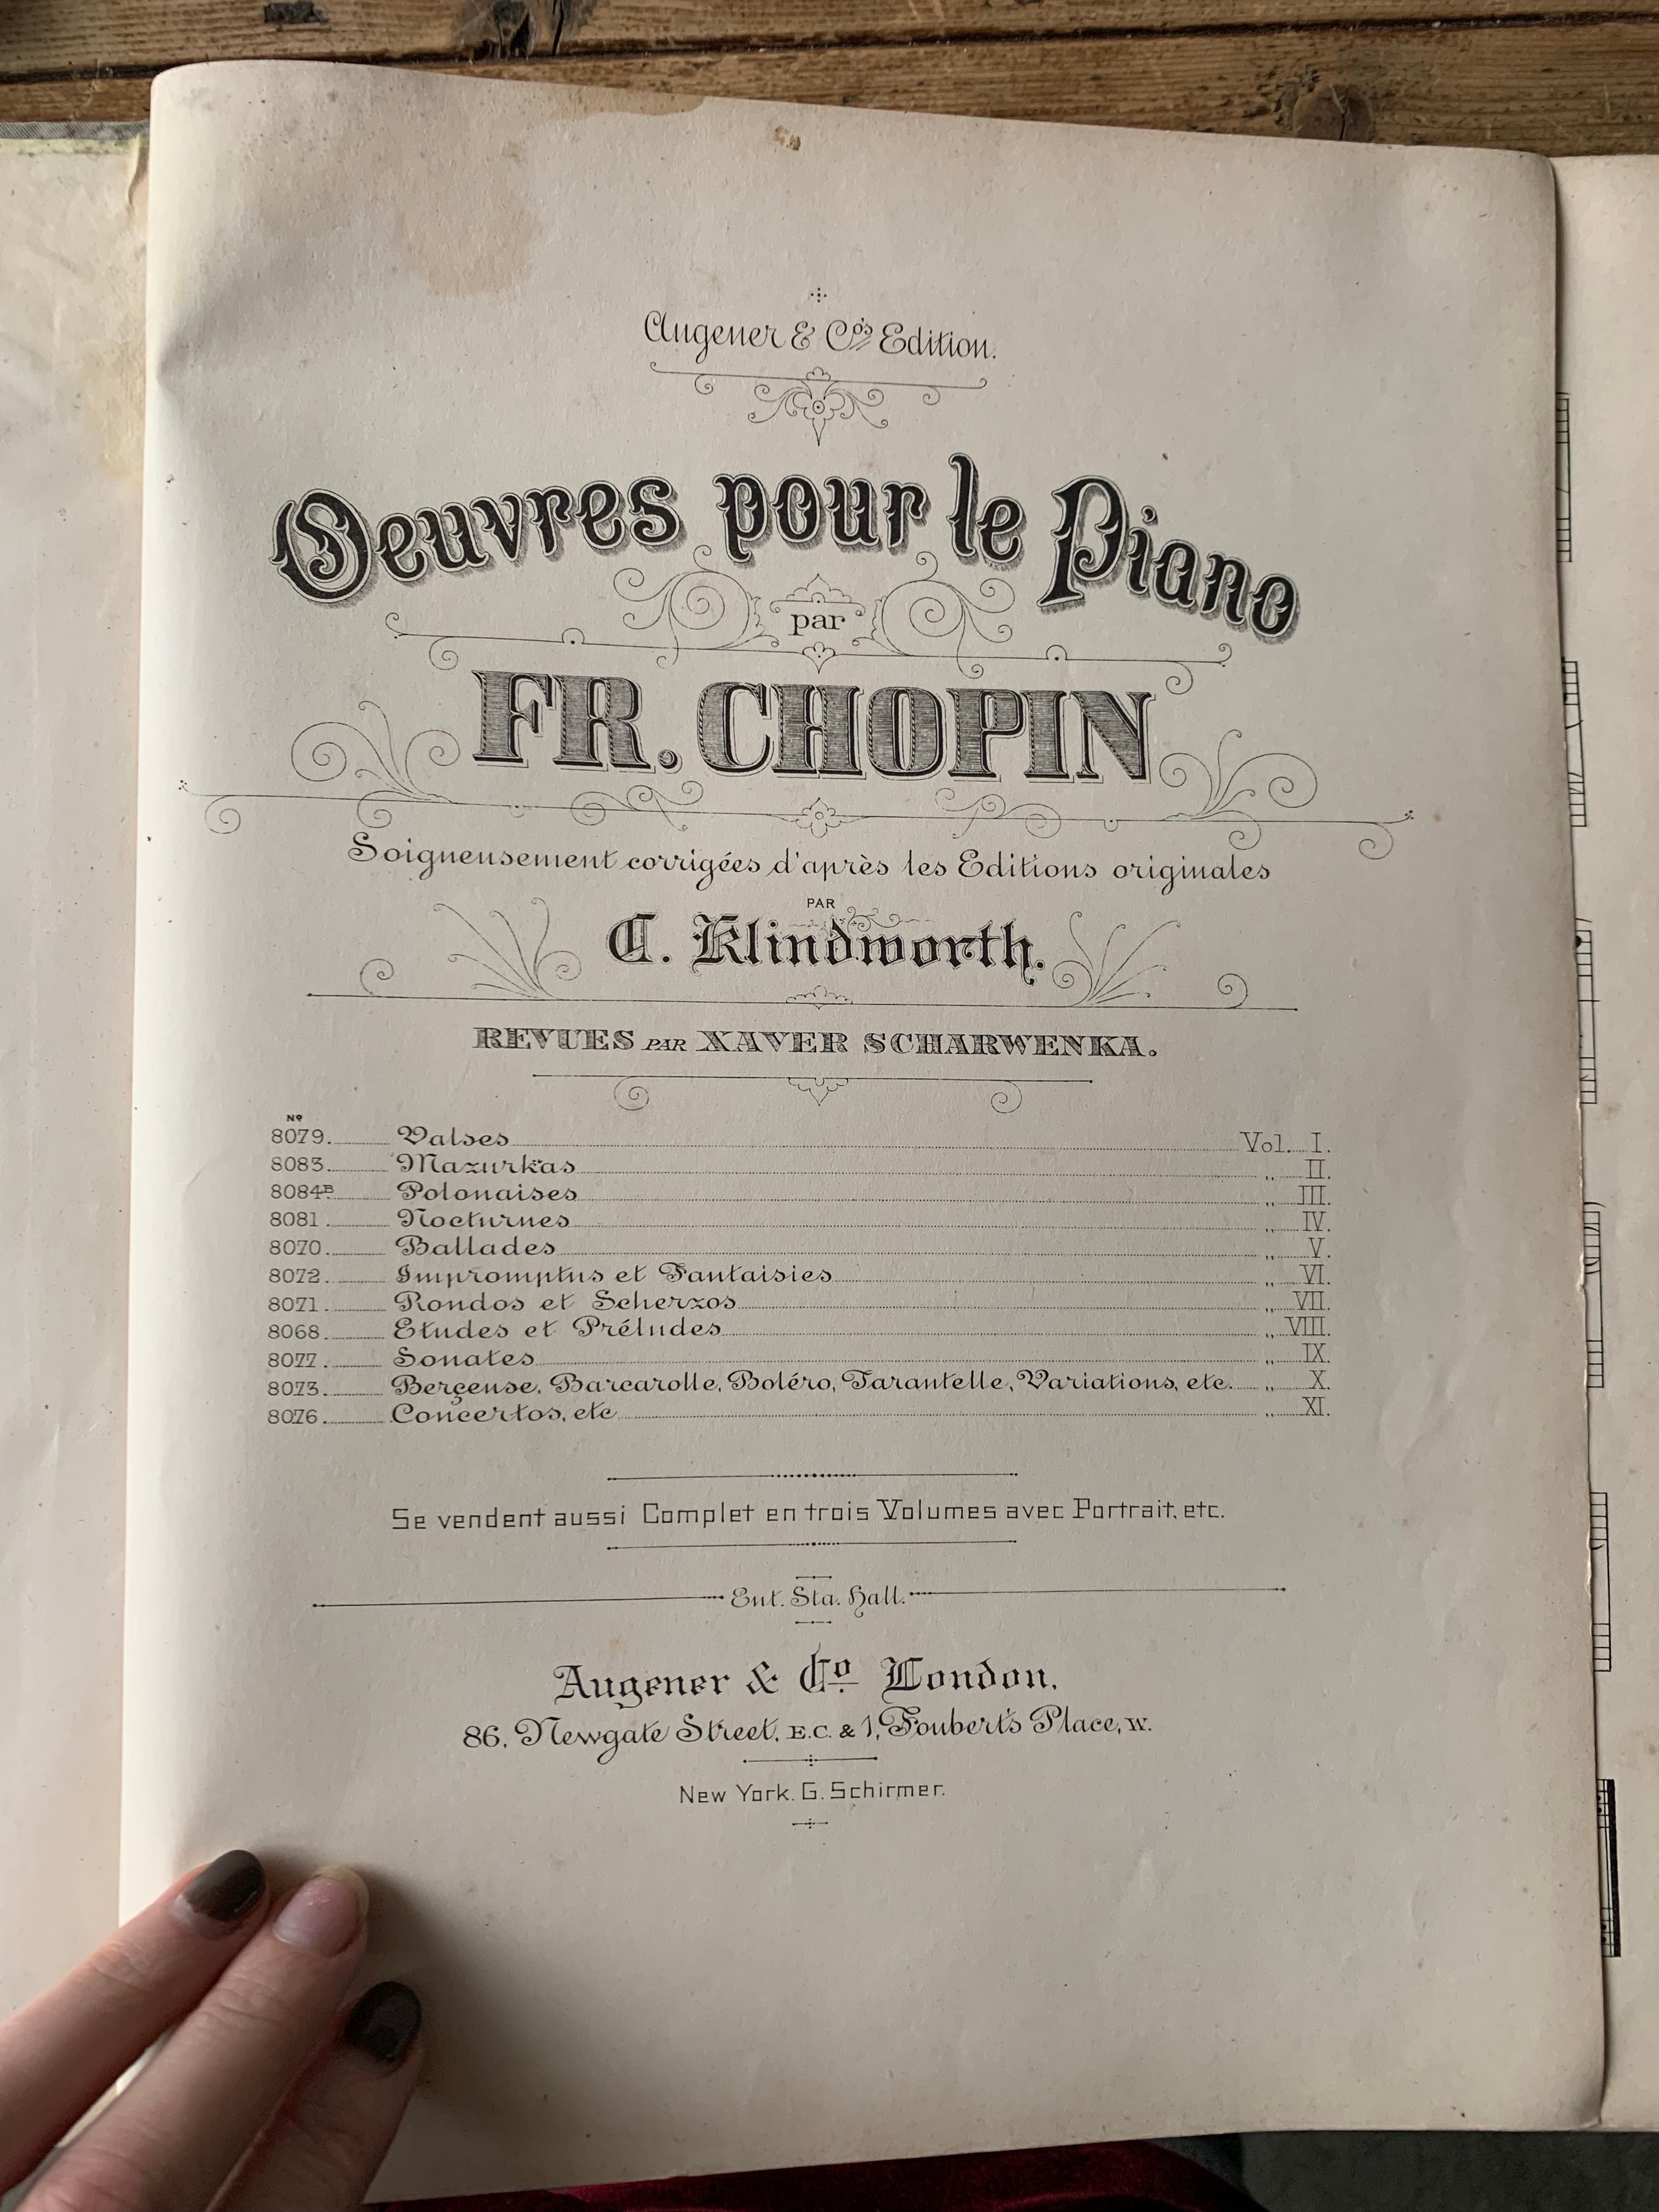 Augener & Co's Edition.
Oeuvres pour le Piano
par
FR. CHOPIN
Soigneusement corrigées d'après les Editions originales
PAR
C. Klindworth.
REVUES PAR XAVER SCHARWENKA.
No
8079. Valses Vol. I.
8083. Mazurkas " II.
8084B Polonaises " III.
8081. Nocturnes " IV.
8070. Ballades " V.
8072. Impromptus et Fantaisies " VI.
8071. Rondos et Scherzos " VII.
8068. Etudes et Préludes " VIII.
8077. Sonates " IX.
8073. Berçeuse, Barcarolle, Boléro, Tarantelle, Variations, etc. " X.
8076. Concertos, etc " XI.
Se vendent aussi Complet en trois Volumes avec Portrait, etc.
Ent. Sta. Hall.
Augener & Co London.
86, Newgate Street, E.C. & 1, Foubert's Place, W.
New York. G. Schirmer.